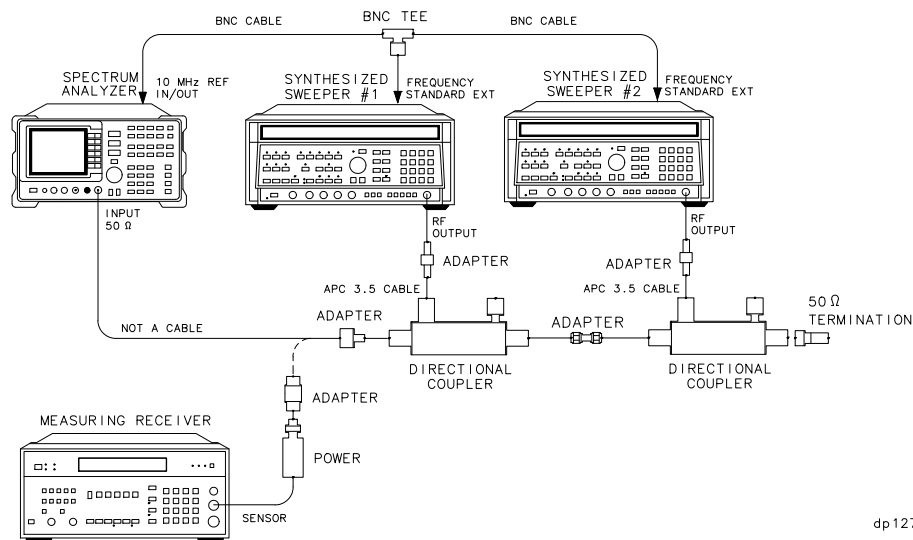 BNC CABLE
BNC TEE
BNC CABLE
SPECTRUM
ANALYZER
10 MHz REF
IN/OUT
SYNTHESIZED
SWEEPER #1
FREQUENCY
STANDARD EXT
SYNTHESIZED
SWEEPER #2
FREQUENCY
STANDARD EXT
INPUT
50 Ω
RF
OUTPUT
RF
OUTPUT
ADAPTER
ADAPTER
APC 3.5 CABLE
APC 3.5 CABLE
50 Ω
TERMINATION
NOT A CABLE
ADAPTER
ADAPTER
DIRECTIONAL
COUPLER
DIRECTIONAL
COUPLER
ADAPTER
MEASURING RECEIVER
POWER
SENSOR
dp127